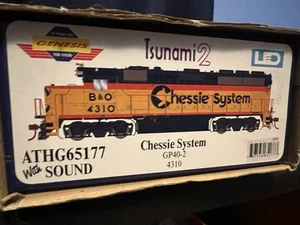 GENESIS
Tsunami2
LED
B&O
4310
Chessie System
ATHG65177
With SOUND
Chessie System
GP40-2
4310